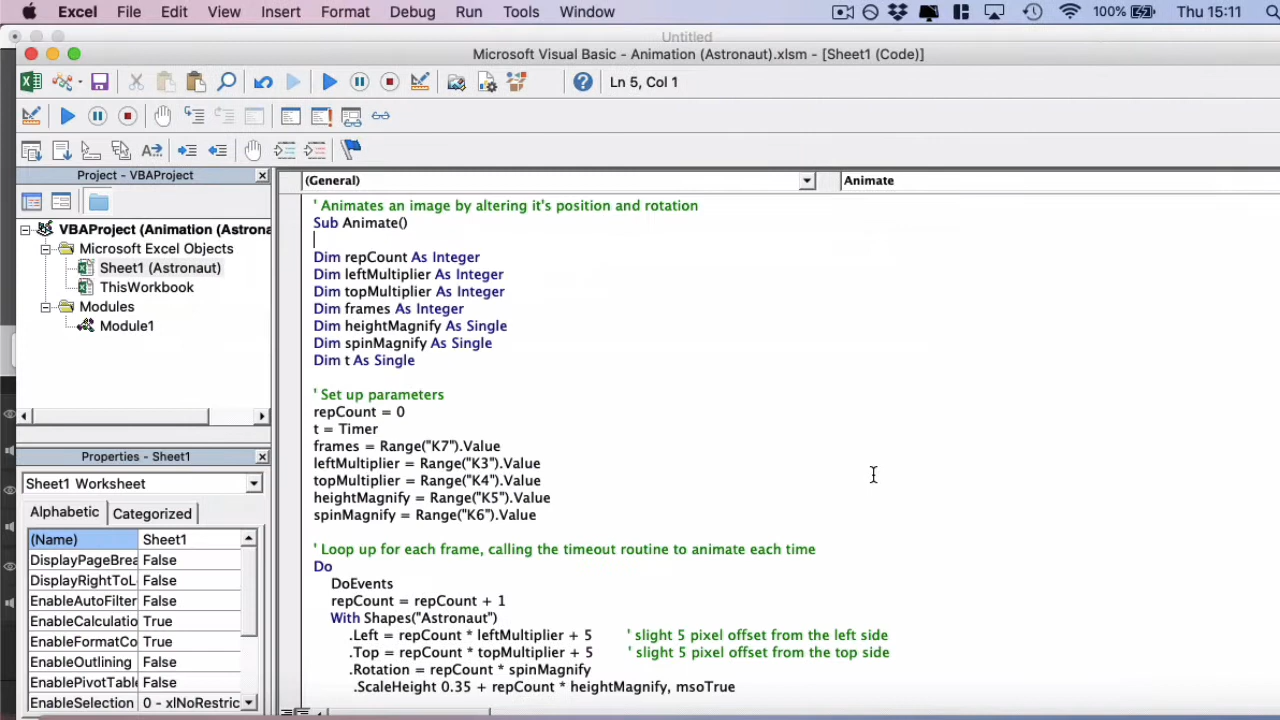 Excel File Edit View Insert Format Debug Run Tools Window 100% Thu 15:11
Untitled
Microsoft Visual Basic - Animation (Astronaut).xlsm - [Sheet1 (Code)]
Ln 5, Col 1
Project - VBAProject
(General) Animate
VBAProject (Animation (Astrona
Microsoft Excel Objects
Sheet1 (Astronaut)
ThisWorkbook
Modules
Module1
Properties - Sheet1
Sheet1 Worksheet
Alphabetic Categorized
(Name) Sheet1
DisplayPageBrea False
DisplayRightToL False
EnableAutoFilter False
EnableCalculatio True
EnableFormatCo True
EnableOutlining False
EnablePivotTable False
EnableSelection 0 - xlNoRestric
' Animates an image by altering it's position and rotation
Sub Animate()
Dim repCount As Integer
Dim leftMultiplier As Integer
Dim topMultiplier As Integer
Dim frames As Integer
Dim heightMagnify As Single
Dim spinMagnify As Single
Dim t As Single
' Set up parameters
repCount = 0
t = Timer
frames = Range("K7").Value
leftMultiplier = Range("K3").Value
topMultiplier = Range("K4").Value
heightMagnify = Range("K5").Value
spinMagnify = Range("K6").Value
' Loop up for each frame, calling the timeout routine to animate each time
Do
DoEvents
repCount = repCount + 1
With Shapes("Astronaut")
.Left = repCount * leftMultiplier + 5 ' slight 5 pixel offset from the left side
.Top = repCount * topMultiplier + 5 ' slight 5 pixel offset from the top side
.Rotation = repCount * spinMagnify
.ScaleHeight 0.35 + repCount * heightMagnify, msoTrue